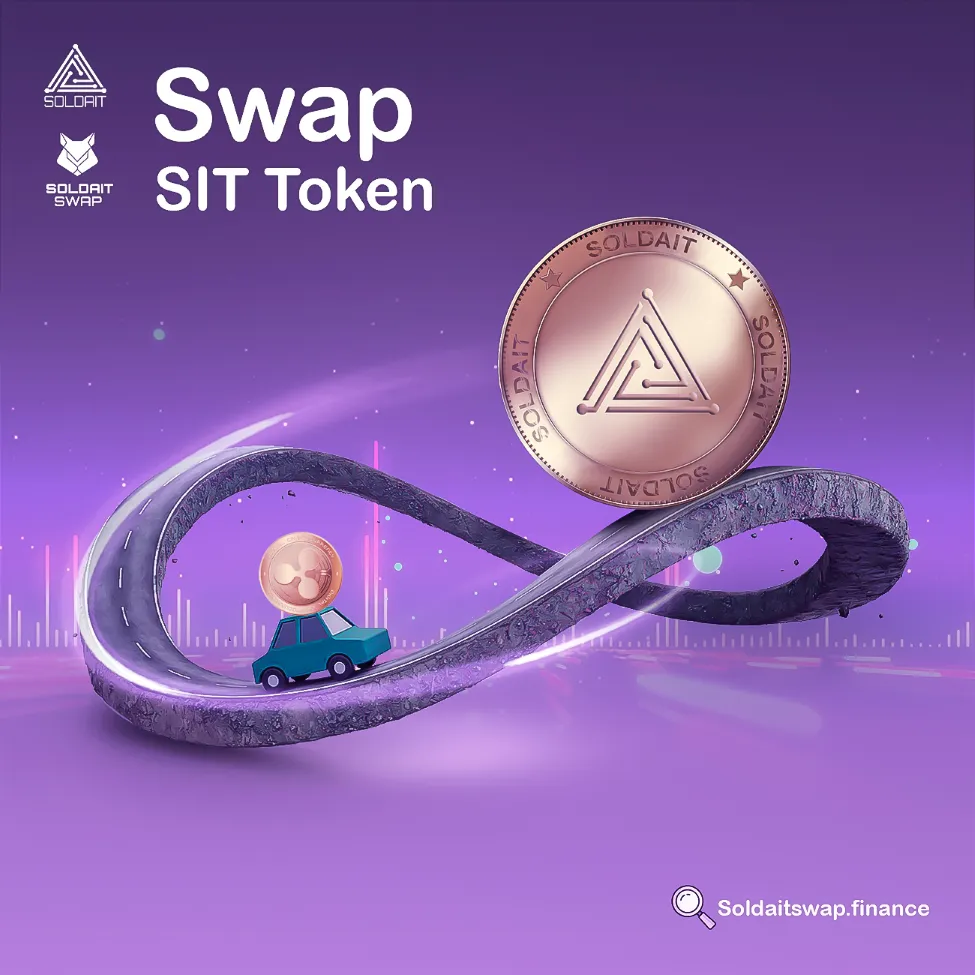 SOLDAIT
SOLDAIT
SWAP
Swap
SIT Token
SOLDAIT
SOLDAIT
SOLDAIT
SOLDAIT
Soldaitswap.finance